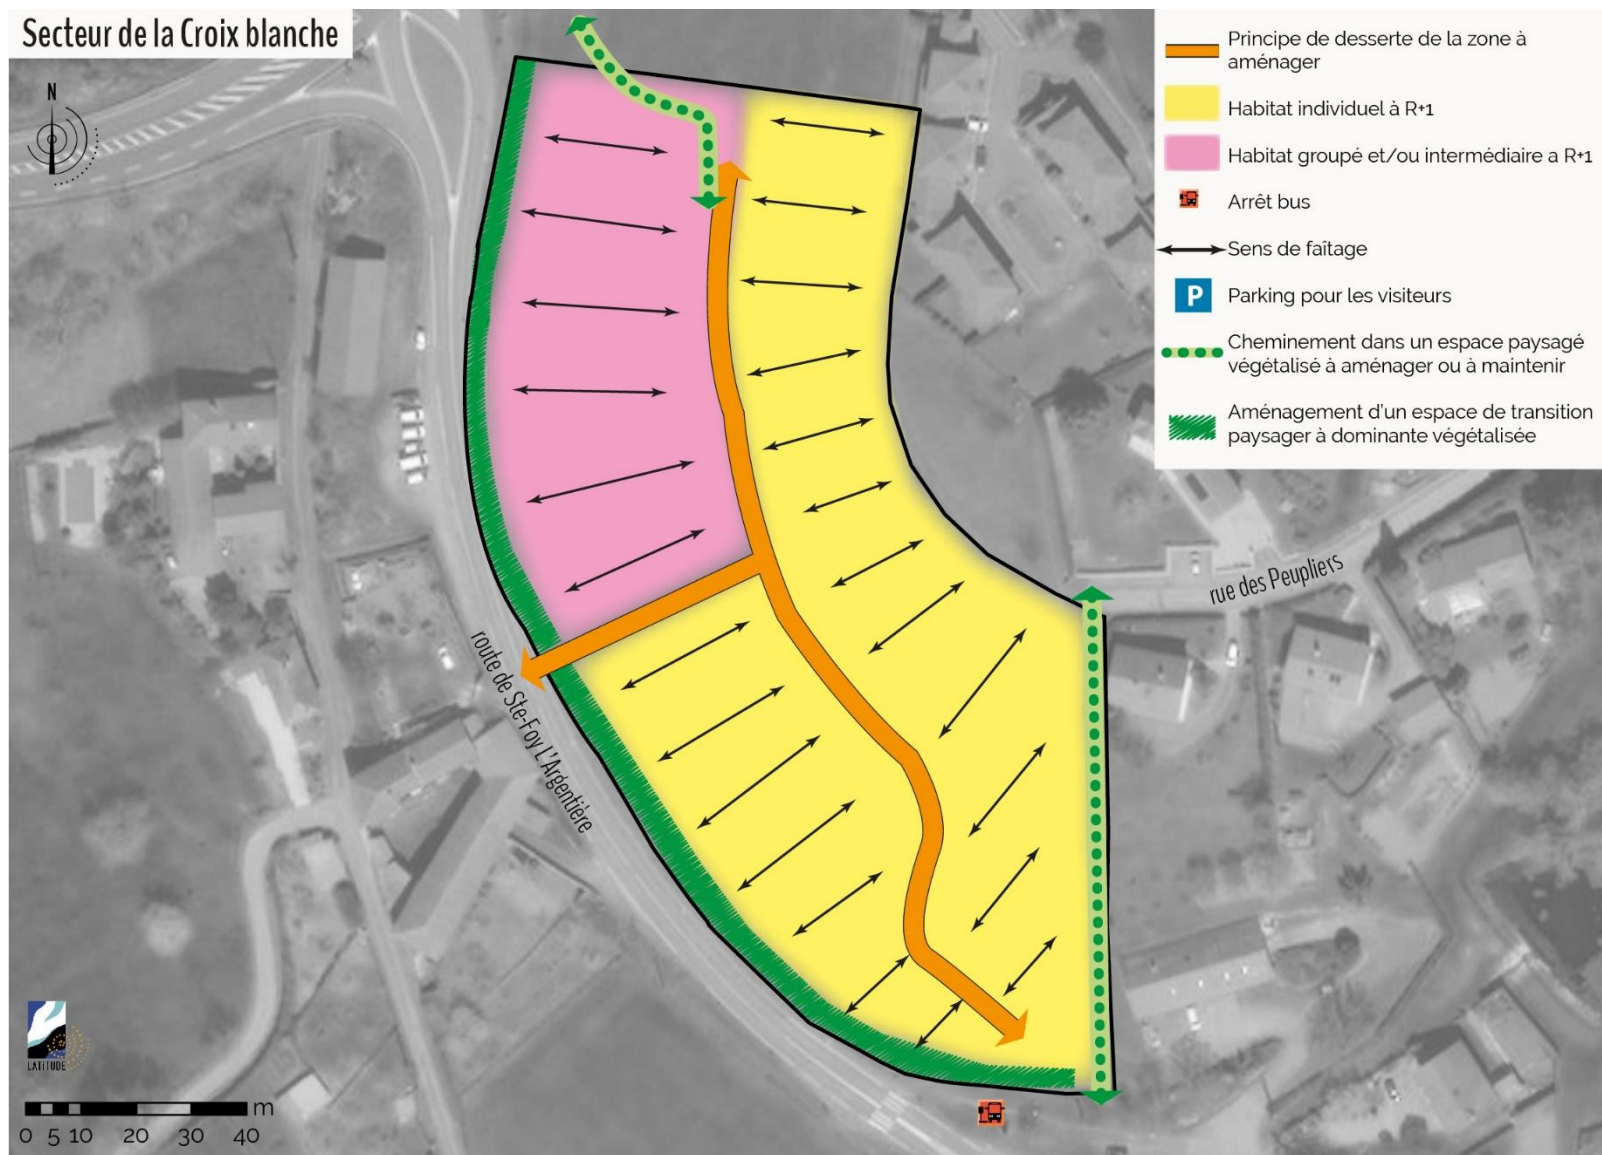 Secteur de la Croix blanche
N
Principe de desserte de la zone à
aménager
Habitat individuel à R+1
Habitat groupé et/ou intermédiaire a R+1
Arrêt bus
Sens de faîtage
P
Parking pour les visiteurs
Cheminement dans un espace paysagé
végétalisé à aménager ou à maintenir
Aménagement d'un espace de transition
paysager à dominante végétalisée
rue des Peupliers
route de Ste-Foy L'Argentière
LATITUDE
m
0 5 10 20 30 40